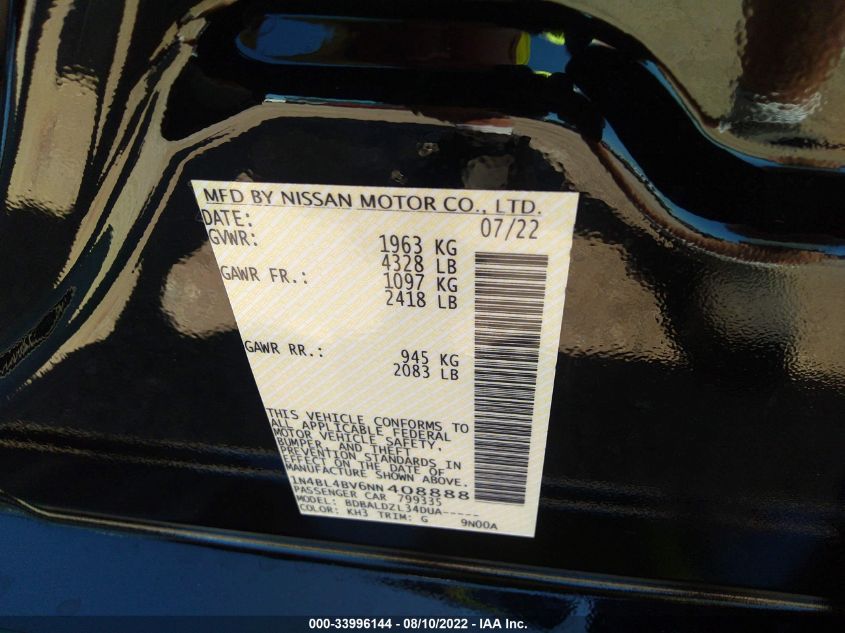 MFD BY NISSAN MOTOR CO., LTD.
DATE: 07/22
GVWR: 1963 KG
4328 LB
GAWR FR.: 1097 KG
2418 LB
GAWR RR.: 945 KG
2083 LB
THIS VEHICLE CONFORMS TO
ALL APPLICABLE FEDERAL
MOTOR VEHICLE SAFETY,
BUMPER, AND THEFT
PREVENTION STANDARDS IN
EFFECT ON THE DATE OF
MANUFACTURE SHOWN ABOVE.
1N4BL4BV6NN408888
PASSENGER CAR 799335
MODEL: BDBALDZL34DUA-----
COLOR: KH3 TRIM: G 9N00A
000-33996144 — 08/10/2022 - IAA Inc.